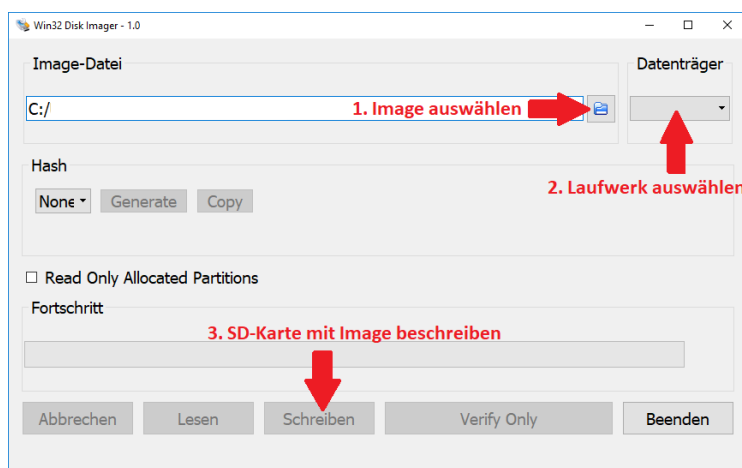 Win32 Disk Imager - 1.0
Image-Datei
Datenträger
C:/
1. Image auswählen
2. Laufwerk auswählen
Hash
None
Generate
Copy
Read Only Allocated Partitions
Fortschritt
3. SD-Karte mit Image beschreiben
Abbrechen
Lesen
Schreiben
Verify Only
Beenden